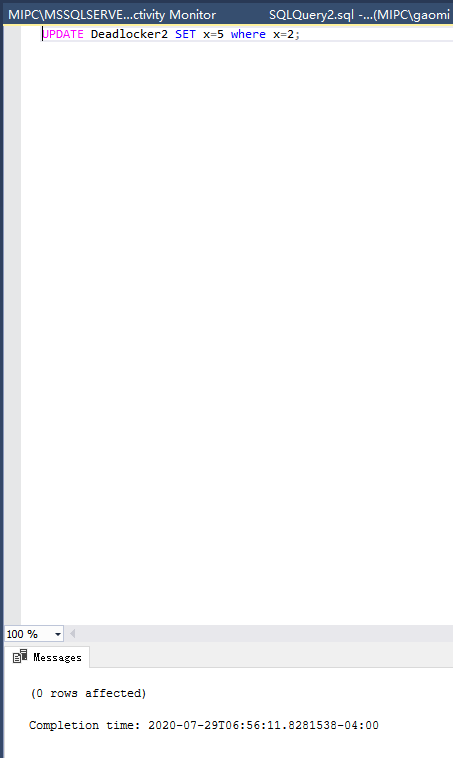 MIPC\MSSQLSERVE...ctivity Monitor SQLQuery2.sql -...(MIPC\gaomi
UPDATE Deadlocker2 SET x=5 where x=2;
100 %
Messages
(0 rows affected)
Completion time: 2020-07-29T06:56:11.8281538-04:00